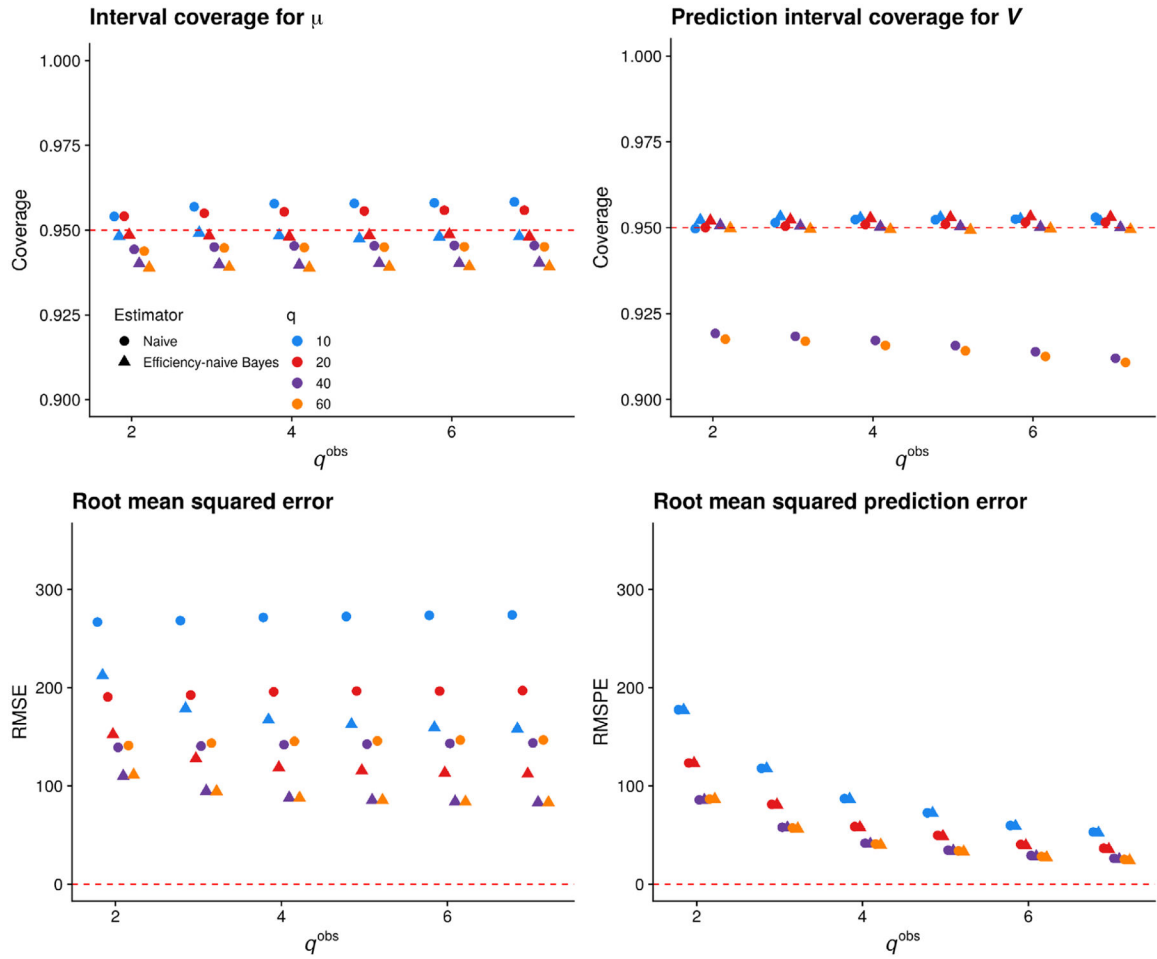 Interval coverage for μ
1.000
0.975
0.950
0.925
0.900
Coverage
Estimator
Naive
Efficiency-naive Bayes
q
10
20
40
60
2 4 6
q^obs
Prediction interval coverage for V
1.000
0.975
0.950
0.925
0.900
Coverage
2 4 6
q^obs
Root mean squared error
300
200
100
0
RMSE
2 4 6
q^obs
Root mean squared prediction error
300
200
100
0
RMSPE
2 4 6
q^obs